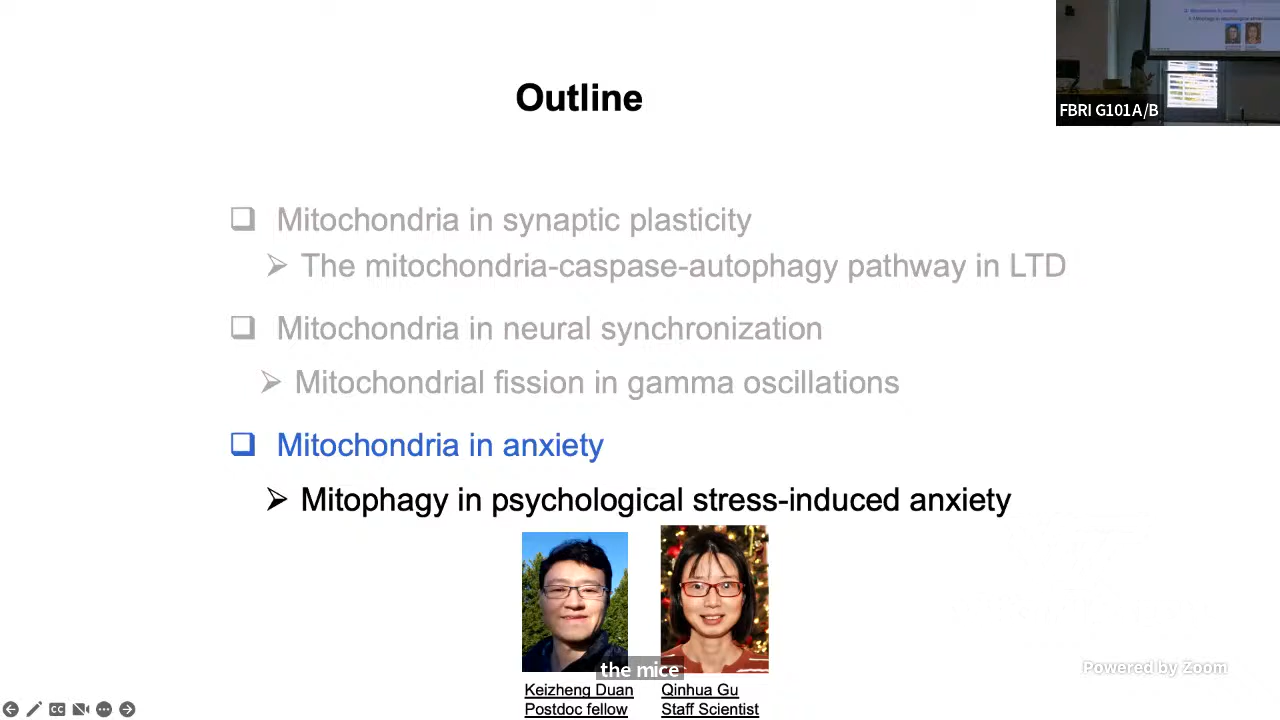 Outline
FBRI G101A/B
Mitochondria in synaptic plasticity
The mitochondria-caspase-autophagy pathway in LTD
Mitochondria in neural synchronization
Mitochondrial fission in gamma oscillations
Mitochondria in anxiety
Mitophagy in psychological stress-induced anxiety
the mice
Powered by Zoom
Keizheng Duan Qinhua Gu
Postdoc fellow Staff Scientist
CC